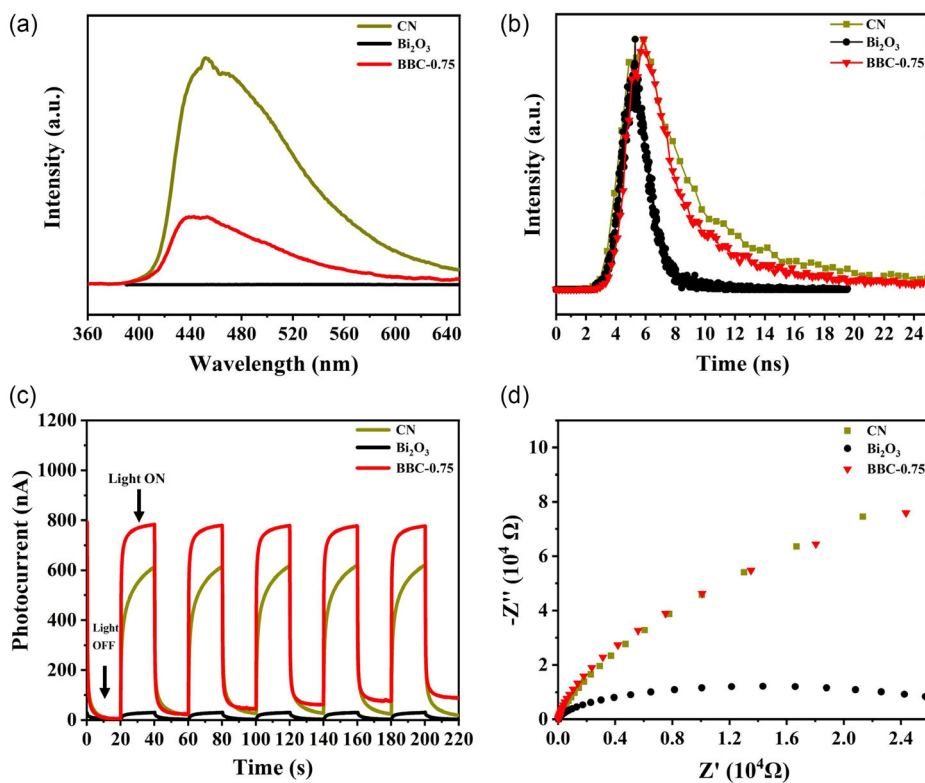 (a)
CN
Bi₂O₃
BBC-0.75
Intensity (a.u.)
360 400 440 480 520 560 600 640
Wavelength (nm)
(b)
CN
Bi₂O₃
BBC-0.75
Intensity (a.u.)
0 2 4 6 8 10 12 14 16 18 20 22 24
Time (ns)
(c)
CN
Bi₂O₃
BBC-0.75
Light ON
Light
OFF
Photocurrent (nA)
1200
1000
800
600
400
200
0
0 20 40 60 80 100 120 140 160 180 200 220
Time (s)
(d)
CN
Bi₂O₃
BBC-0.75
-Z'' (10⁴ Ω)
10
8
6
4
2
0
0.0 0.4 0.8 1.2 1.6 2.0 2.4
Z' (10⁴Ω)